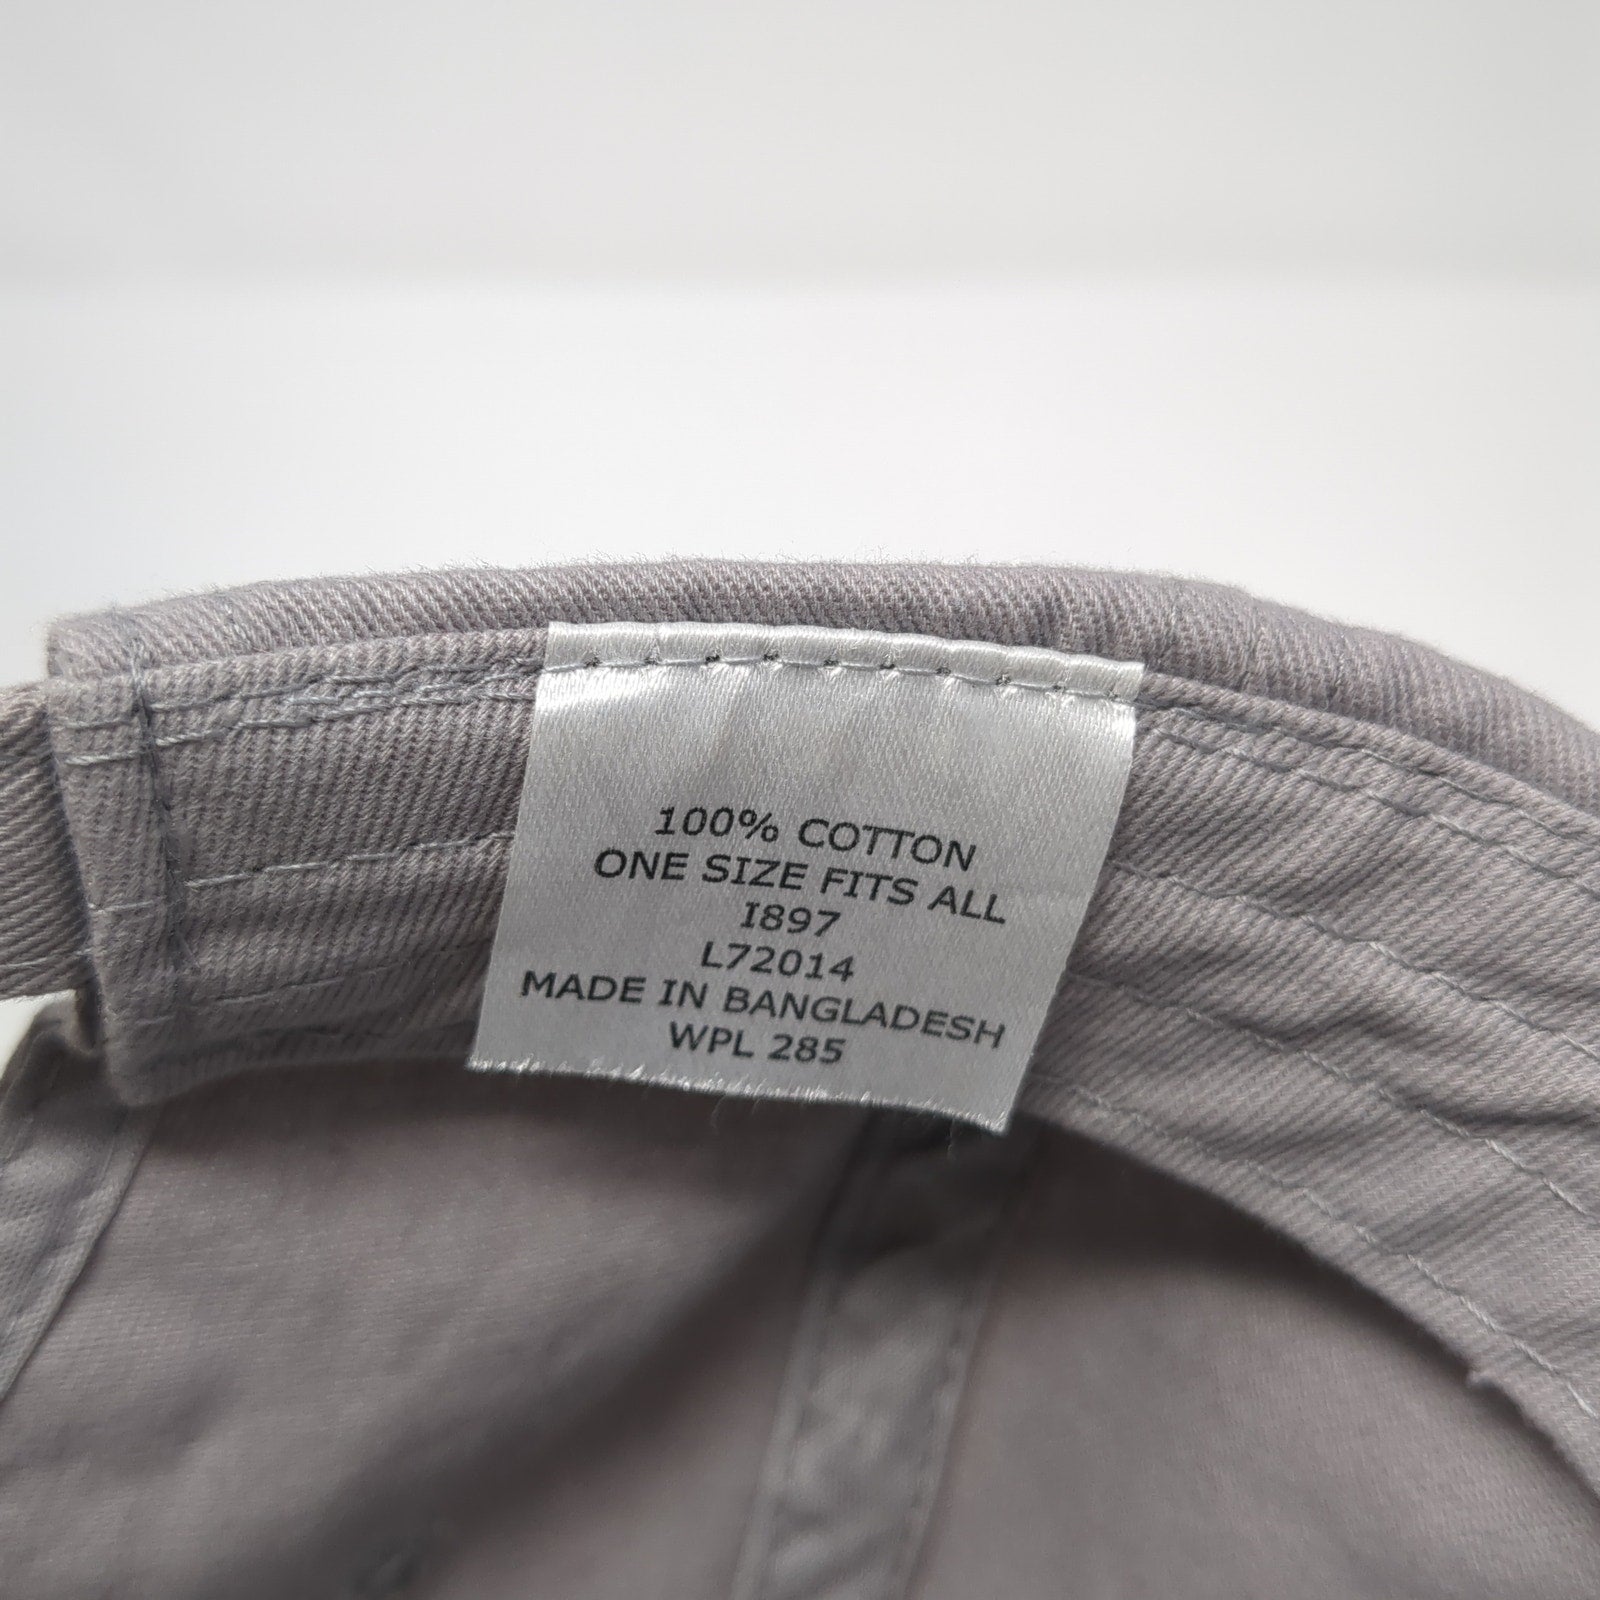 100% COTTON
ONE SIZE FITS ALL
I897
L72014
MADE IN BANGLADESH
WPL 285